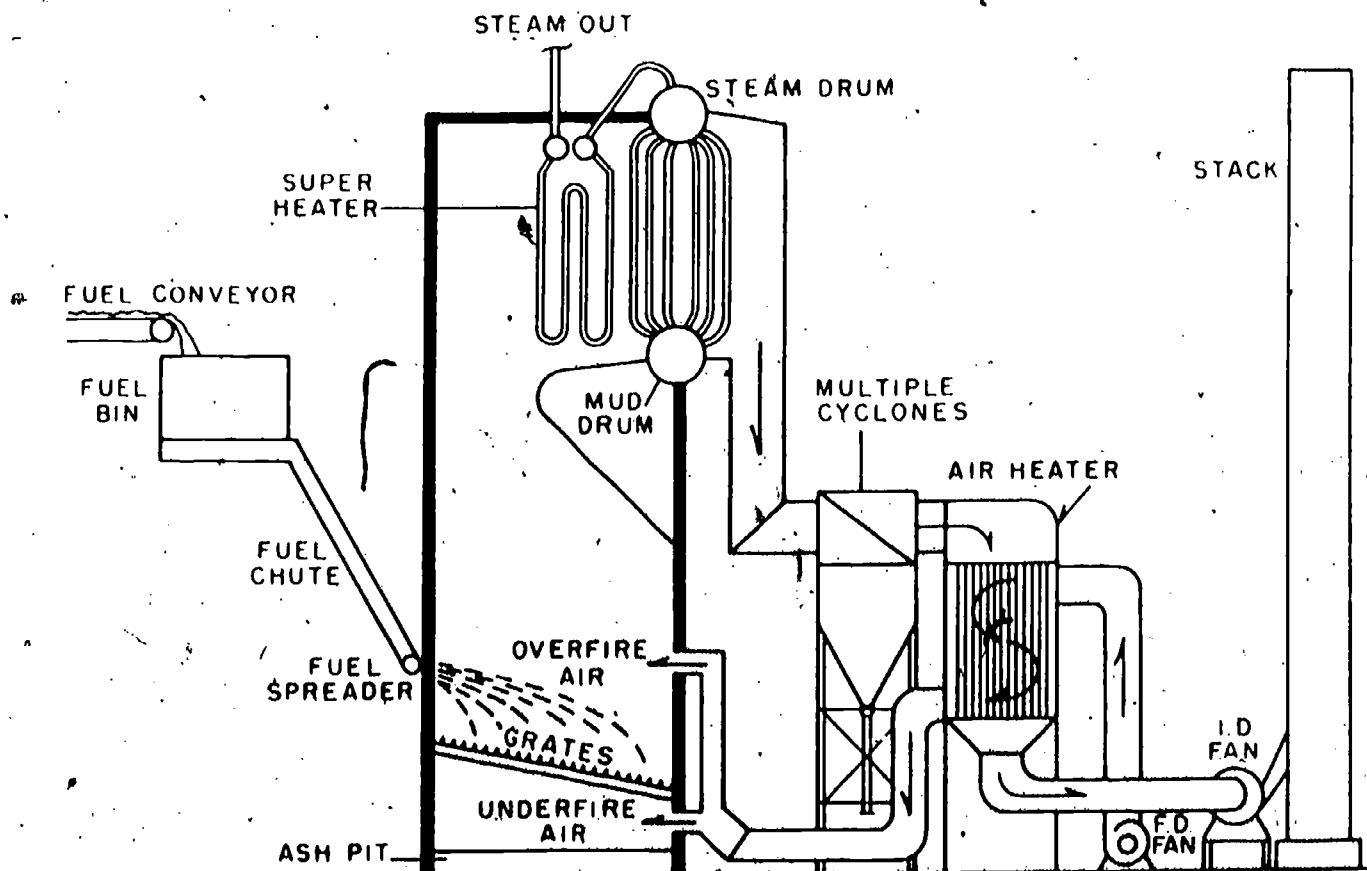 STEAM OUT
STEAM DRUM
STACK
SUPER
HEATER
FUEL CONVEYOR
FUEL
BIN
MUD
DRUM
MULTIPLE
CYCLONES
AIR HEATER
FUEL
CHUTE
OVERFIRE
AIR
FUEL
SPREADER
GRATES
I.D
FAN
UNDERFIRE
AIR
F.D
FAN
ASH PIT